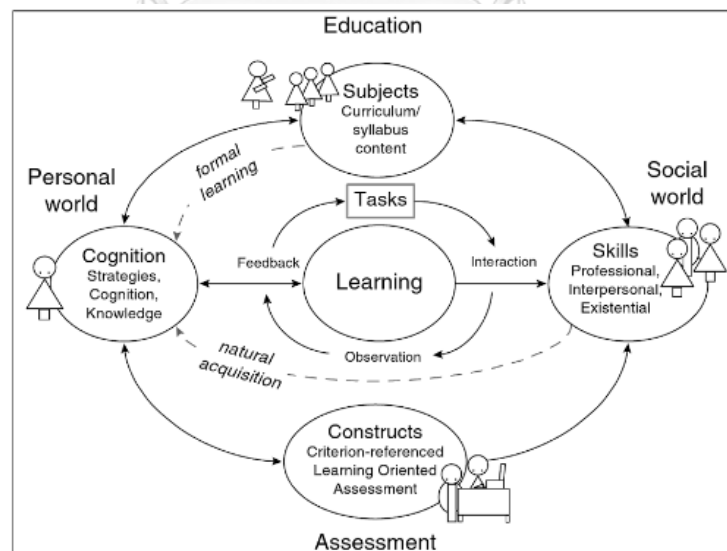 Education
Subjects
Curriculum/
syllabus
content
formal
learning
Personal
world
Social
world
Tasks
Cognition
Strategies,
Cognition,
Knowledge
Feedback
Learning
Interaction
Skills
Professional,
Interpersonal,
Existential
Observation
natural
acquisition
Constructs
Criterion-referenced
Learning Oriented
Assessment
Assessment